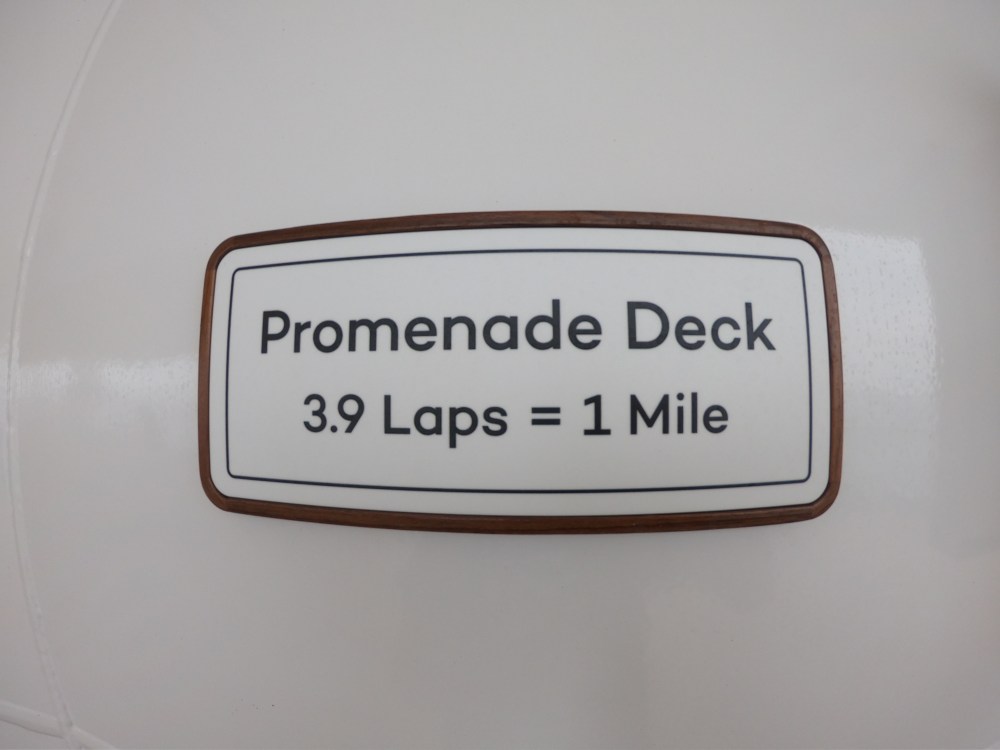 Promenade Deck
3.9 Laps = 1 Mile